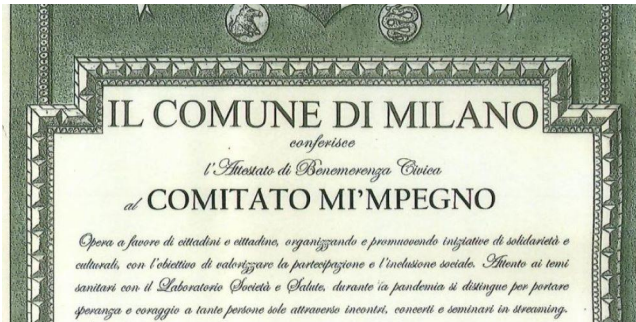 IL COMUNE DI MILANO
conferisce
l'Attestato di Benemerenza Civica
al COMITATO MI'MPEGNO
Opera a favore di cittadini e cittadine, organizzando e promuovendo iniziative di solidarietà e
culturali, con l'obiettivo di valorizzare la partecipazione e l'inclusione sociale. Attento ai temi
sanitari con il Laboratorio Società e Salute, durante la pandemia si distingue per portare
speranza e coraggio a tante persone sole attraverso incontri, concerti e seminari in streaming.